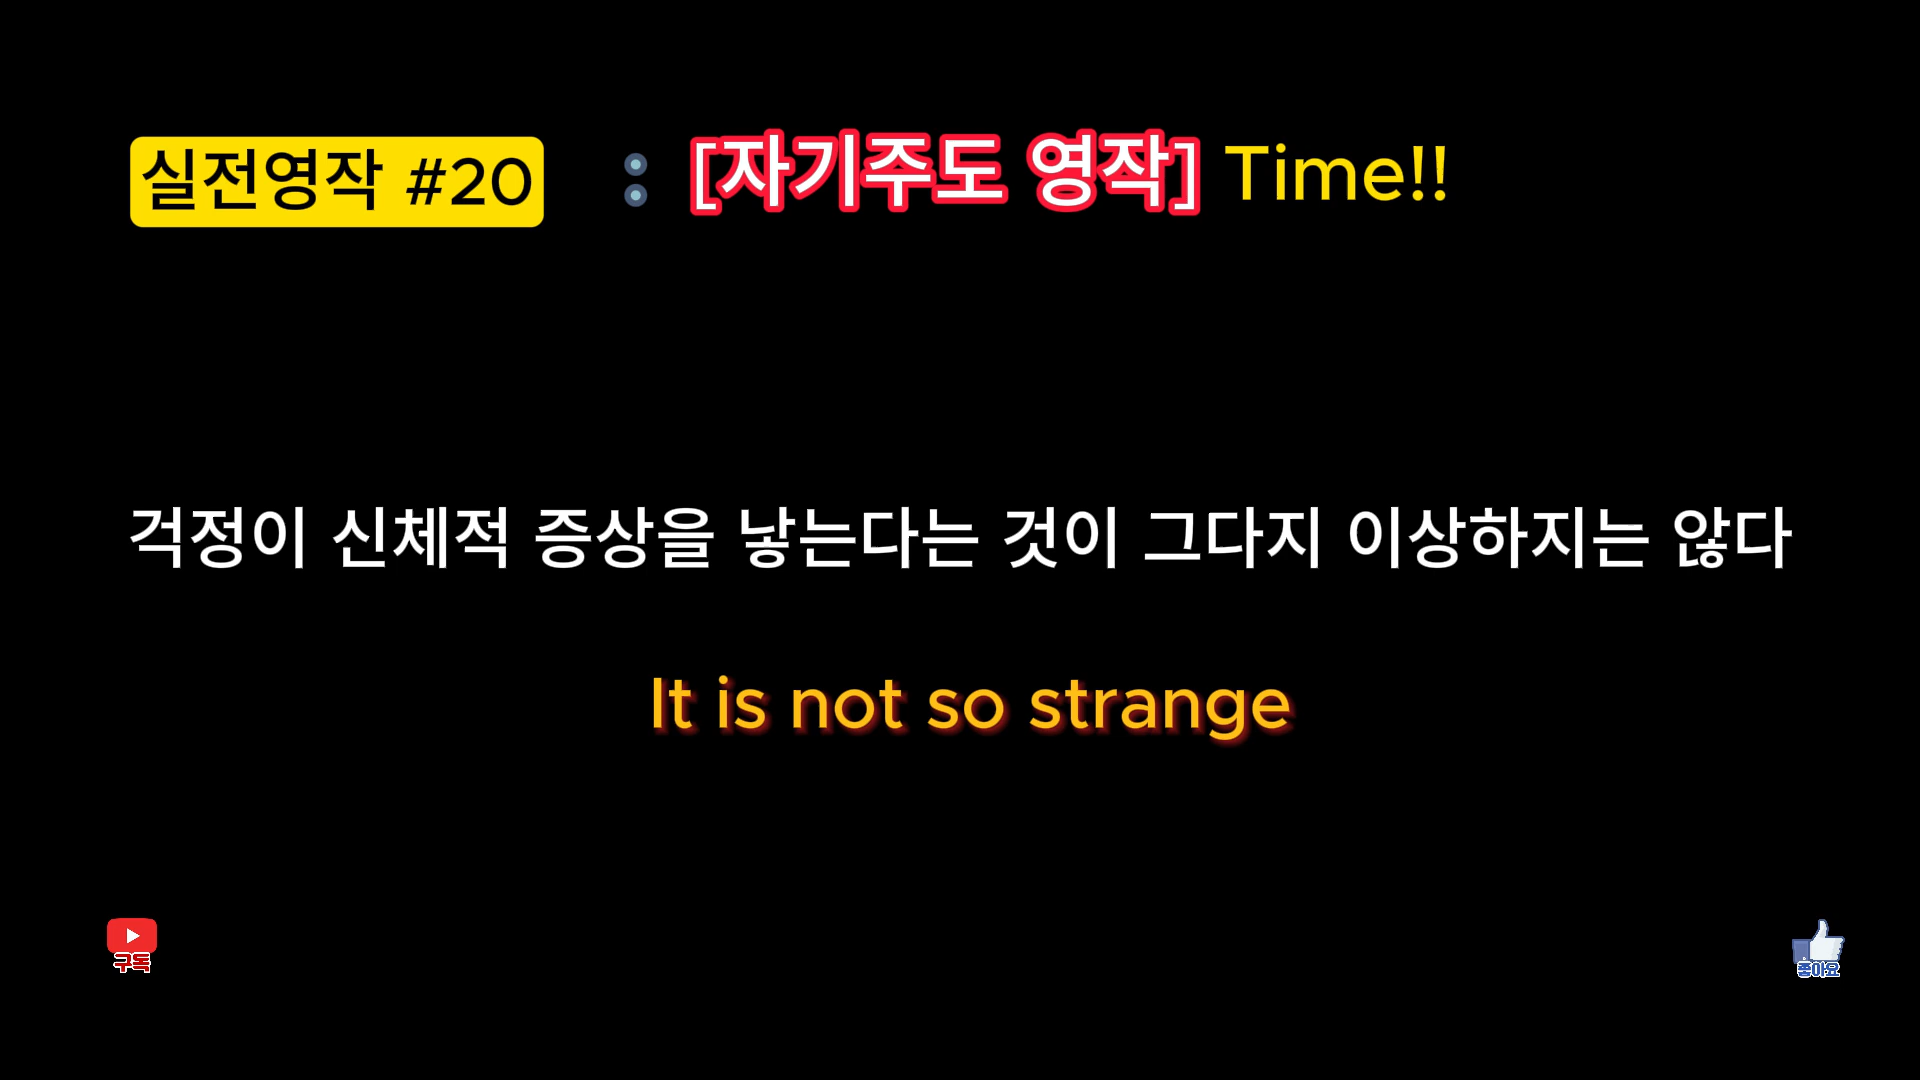 실전영작 #20 : [자기주도 영작] Time!!
걱정이 신체적 증상을 낳는다는 것이 그다지 이상하지는 않다
It is not so strange
구독
좋아요